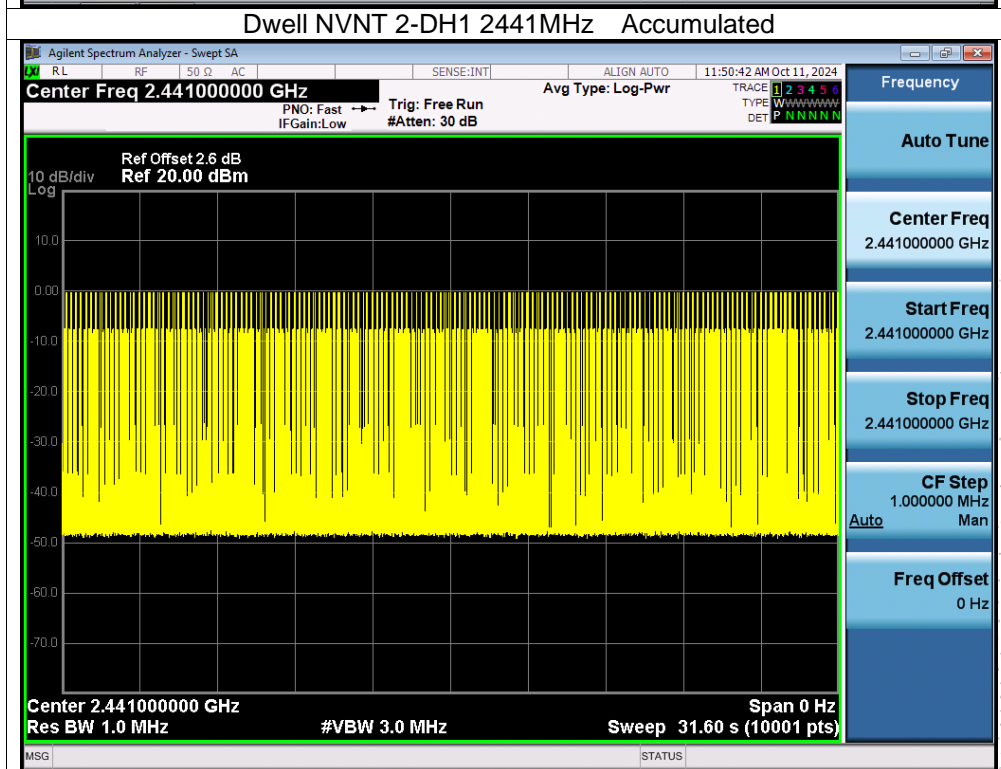 Dwell NVNT 2-DH1 2441MHz Accumulated
Agilent Spectrum Analyzer - Swept SA
LXI RL RF 50 Ω AC SENSE:INT ALIGN AUTO 11:50:42 AM Oct 11, 2024
Center Freq 2.441000000 GHz
PNO: Fast
IFGain:Low
Trig: Free Run
#Atten: 30 dB
Avg Type: Log-Pwr
TRACE 1 2 3 4 5 6
TYPE WWWWWW
DET P N N N N N
Ref Offset 2.6 dB
10 dB/div Ref 20.00 dBm
Log
10.0
0.00
-10.0
-20.0
-30.0
-40.0
-50.0
-60.0
-70.0
Center 2.441000000 GHz Span 0 Hz
Res BW 1.0 MHz #VBW 3.0 MHz Sweep 31.60 s (10001 pts)
MSG STATUS
Frequency
Auto Tune
Center Freq
2.441000000 GHz
Start Freq
2.441000000 GHz
Stop Freq
2.441000000 GHz
CF Step
1.000000 MHz
Auto Man
Freq Offset
0 Hz